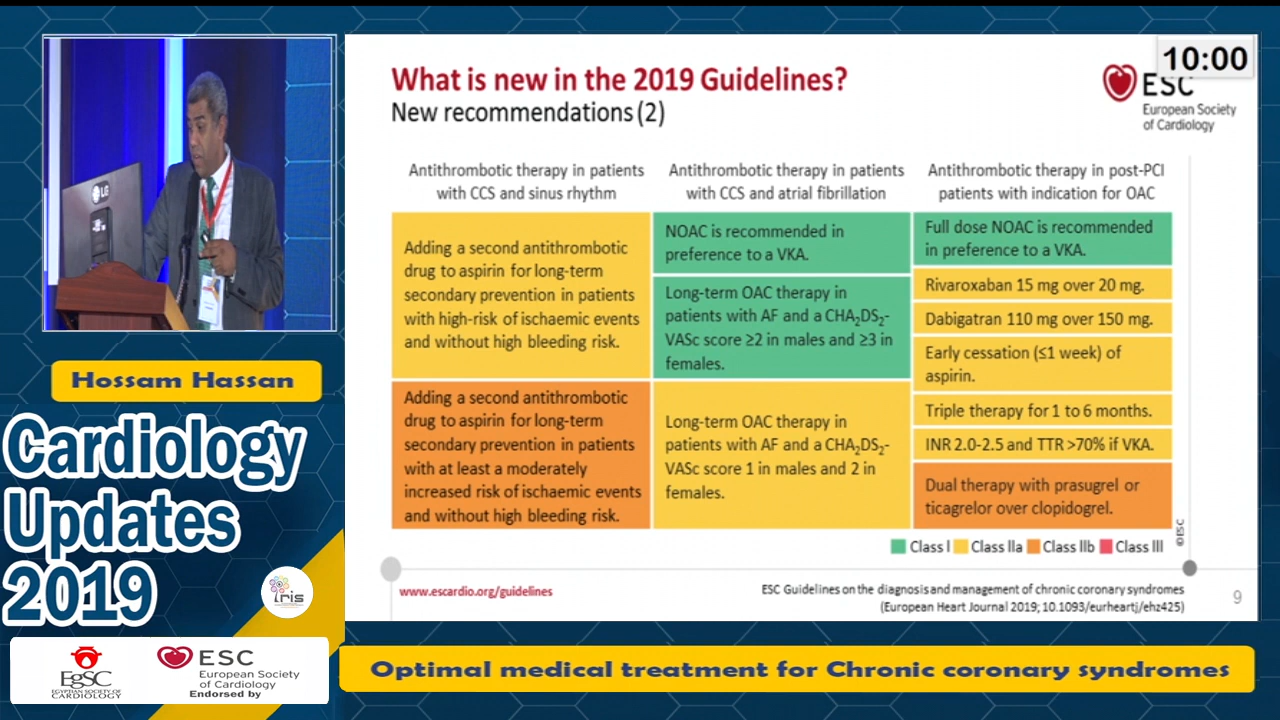 10:00
What is new in the 2019 Guidelines?
New recommendations (2)
ESC
European Society
of Cardiology
Antithrombotic therapy in patients
with CCS and sinus rhythm
Adding a second antithrombotic
drug to aspirin for long-term
secondary prevention in patients
with high-risk of ischaemic events
and without high bleeding risk.
Adding a second antithrombotic
drug to aspirin for long-term
secondary prevention in patients
with at least a moderately
increased risk of ischaemic events
and without high bleeding risk.
Antithrombotic therapy in patients
with CCS and atrial fibrillation
NOAC is recommended in
preference to a VKA.
Long-term OAC therapy in
patients with AF and a CHA₂DS₂-
VASc score ≥2 in males and ≥3 in
females.
Long-term OAC therapy in
patients with AF and a CHA₂DS₂-
VASc score 1 in males and 2 in
females.
Antithrombotic therapy in post-PCI
patients with indication for OAC
Full dose NOAC is recommended
in preference to a VKA.
Rivaroxaban 15 mg over 20 mg.
Dabigatran 110 mg over 150 mg.
Early cessation (≤1 week) of
aspirin.
Triple therapy for 1 to 6 months.
INR 2.0-2.5 and TTR >70% if VKA.
Dual therapy with prasugrel or
ticagrelor over clopidogrel.
Class I Class IIa Class IIb Class III
©ESC
www.escardio.org/guidelines
ESC Guidelines on the diagnosis and management of chronic coronary syndromes
(European Heart Journal 2019; 10.1093/eurheartj/ehz425)
9
LG
Hossam Hassan
Cardiology
Updates
2019
iris
EgSC
EGYPTIAN SOCIETY OF
CARDIOLOGY
ESC
European Society
of Cardiology
Endorsed by
Optimal medical treatment for Chronic coronary syndromes